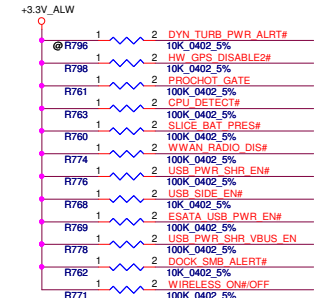 +3.3V_ALW
1 2 DYN_TURB_PWR_ALRT#
@R796 10K_0402_5%
1 2 HW_GPS_DISABLE2#
R798 10K_0402_5%
1 2 PROCHOT_GATE
R761 100K_0402_5%
1 2 CPU_DETECT#
R763 100K_0402_5%
1 2 SLICE_BAT_PRES#
R760 100K_0402_5%
1 2 WWAN_RADIO_DIS#
R774 100K_0402_5%
1 2 USB_PWR_SHR_EN#
R776 100K_0402_5%
1 2 USB_SIDE_EN#
R768 10K_0402_5%
1 2 ESATA_USB_PWR_EN#
R769 100K_0402_5%
1 2 USB_PWR_SHR_VBUS_EN
R778 100K_0402_5%
1 2 DOCK_SMB_ALERT#
R762 10K_0402_5%
1 2 WIRELESS_ON#/OFF
R771 100K_0402_5%